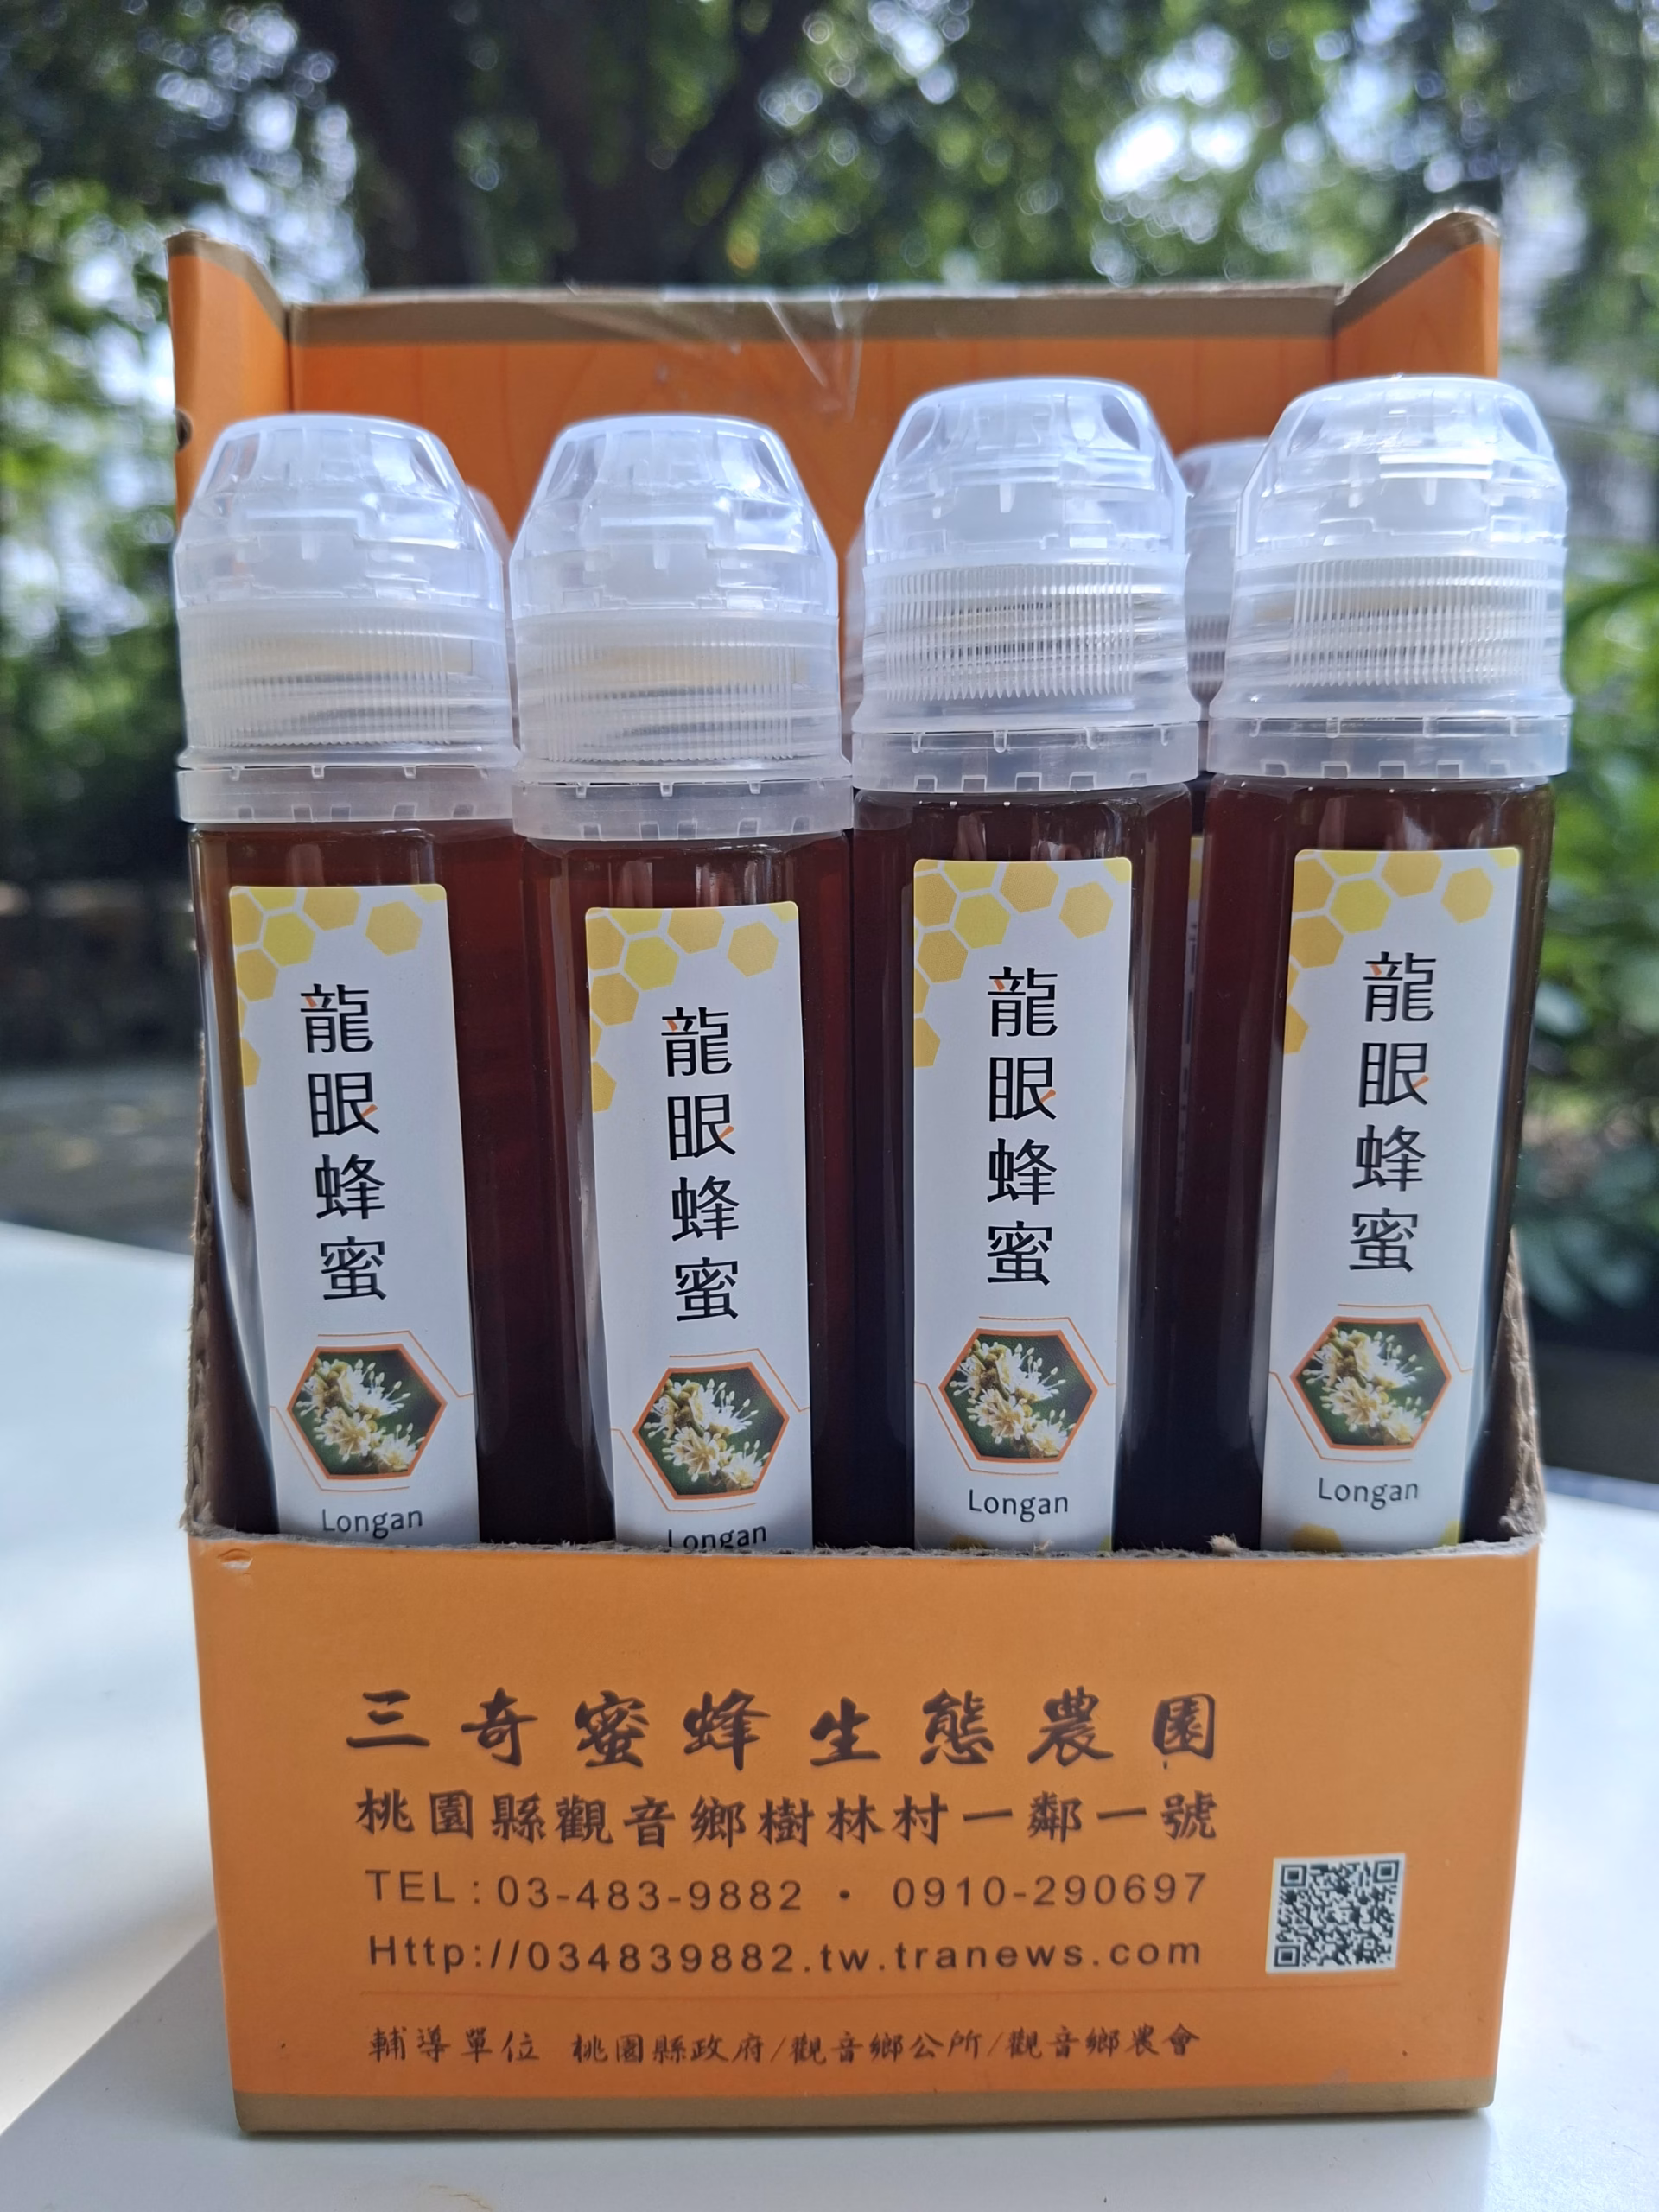 龍眼蜂蜜
Longan
龍眼蜂蜜
Longan
龍眼蜂蜜
Longan
龍眼蜂蜜
Longan
三奇蜜蜂生態農園
桃園縣觀音鄉樹林村一鄰一號
TEL:03-483-9882 · 0910-290697
Http://034839882.tw.tranews.com
輔導單位 桃園縣政府/觀音鄉公所/觀音鄉農會